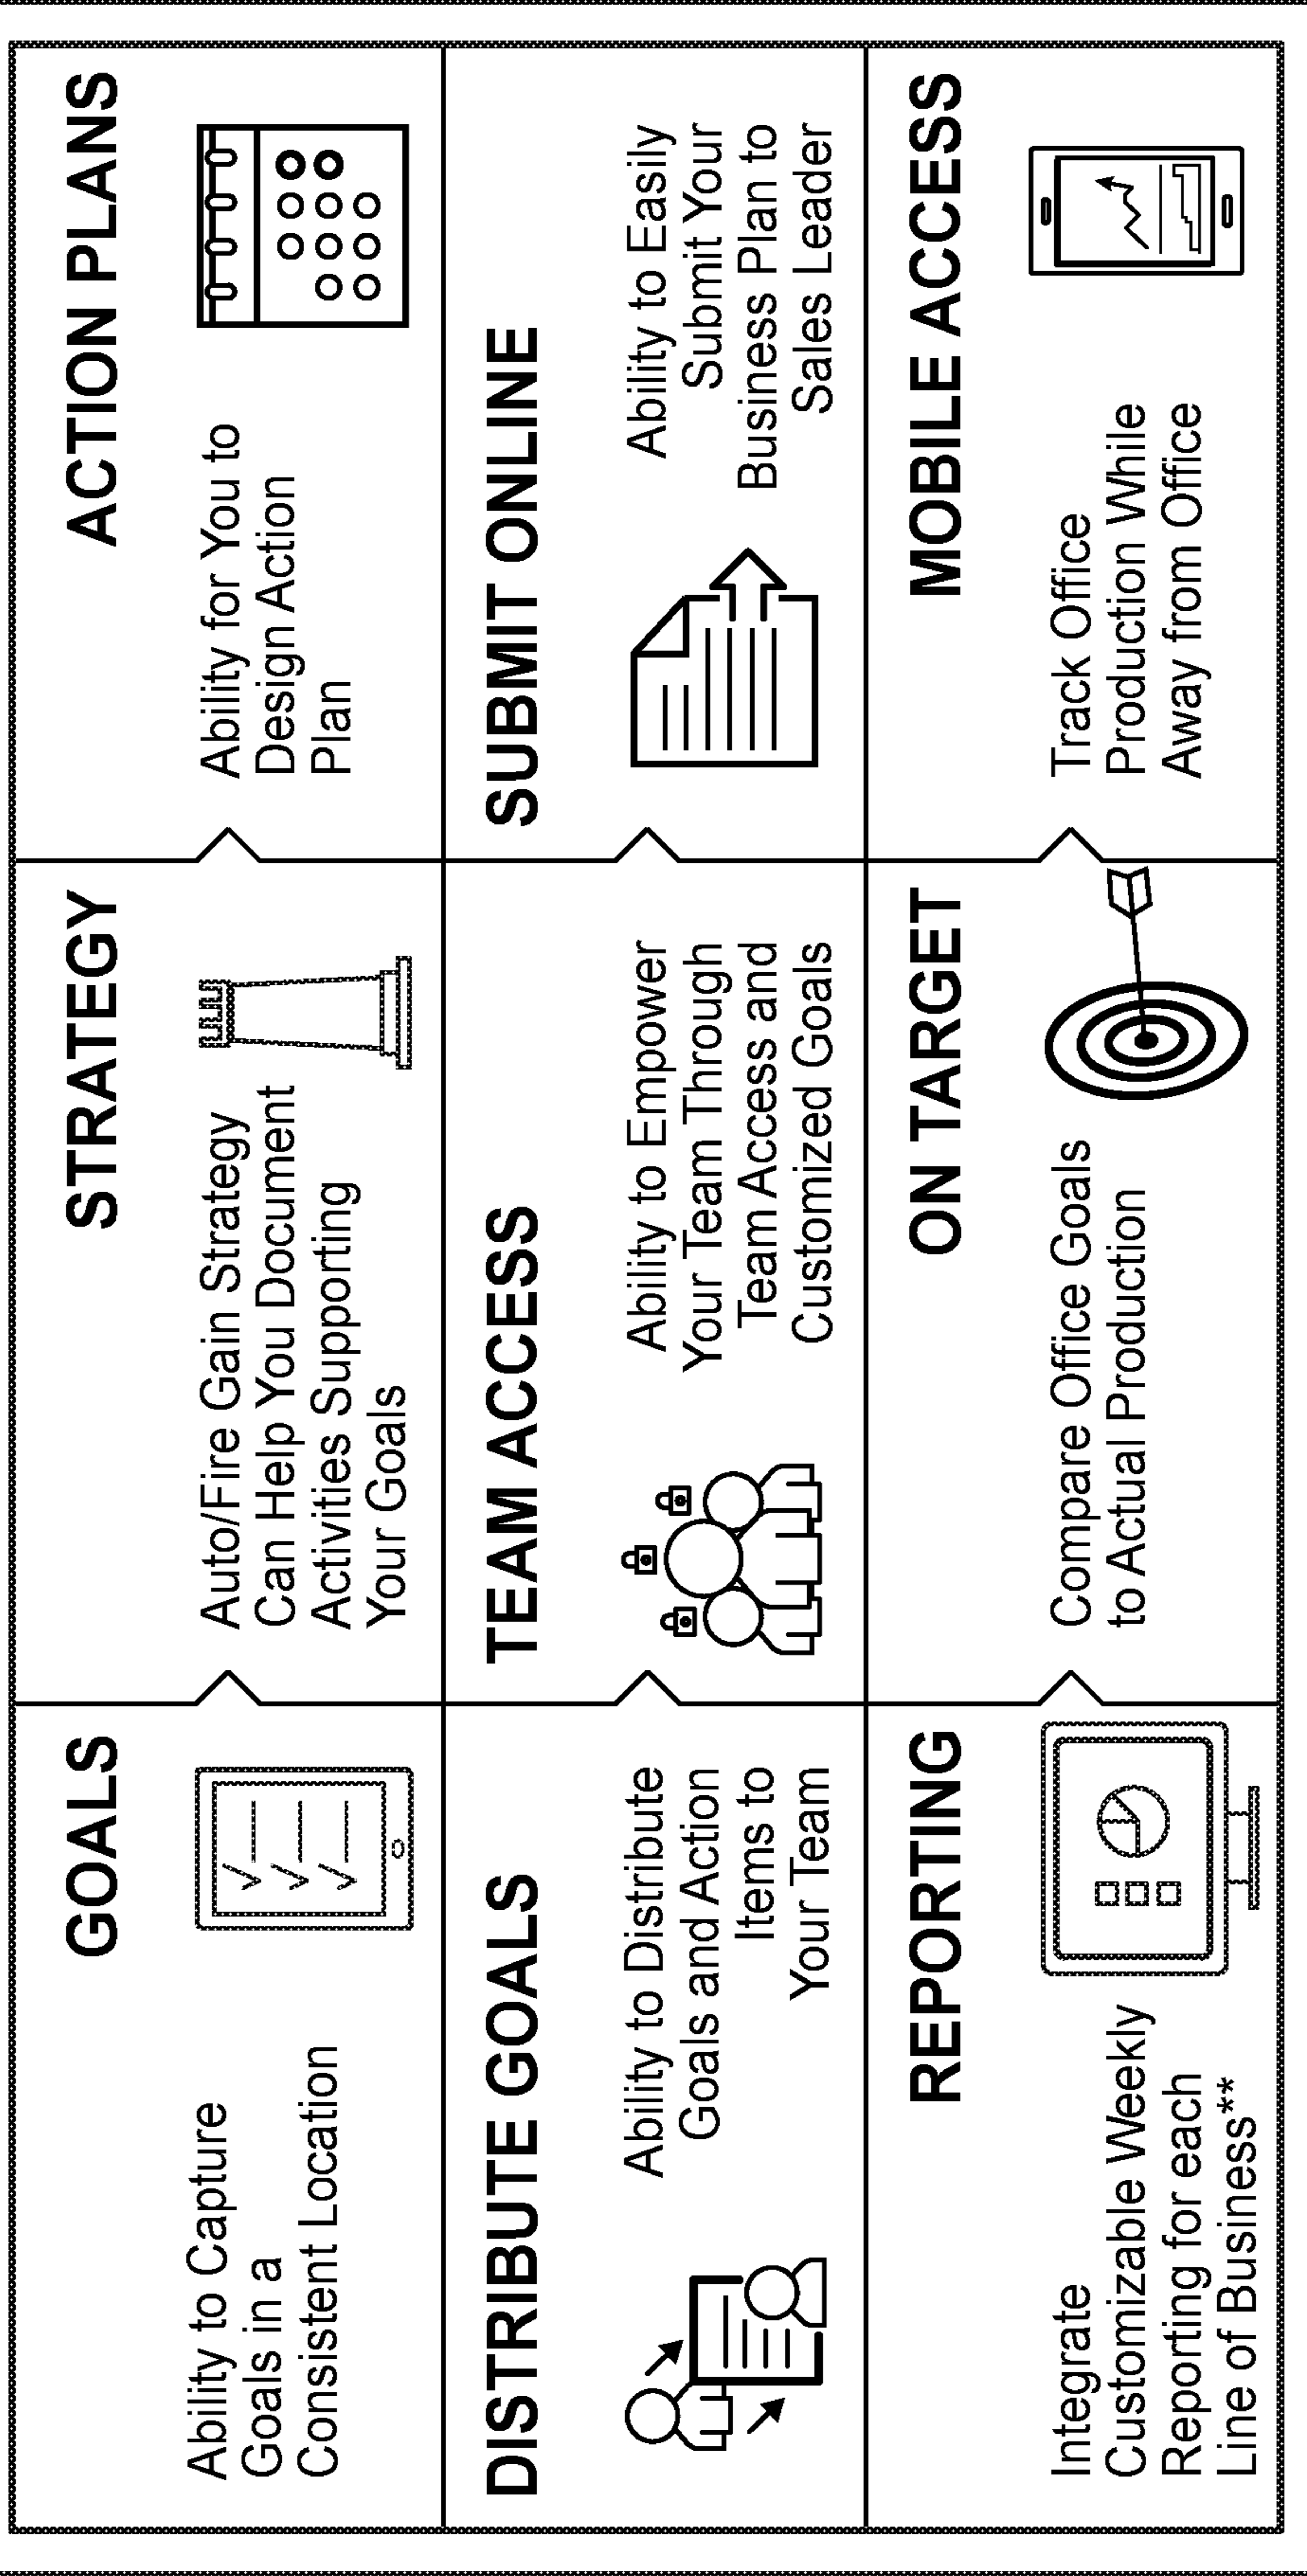 GOALS
Ability to Capture
Goals in a
Consistent Location
STRATEGY
Auto/Fire Gain Strategy
Can Help You Document
Activities Supporting
Your Goals
ACTION PLANS
Ability for You to
Design Action
Plan
DISTRIBUTE GOALS
Ability to Distribute
Goals and Action
Items to
Your Team
TEAM ACCESS
Ability to Empower
Your Team Through
Team Access and
Customized Goals
SUBMIT ONLINE
Ability to Easily
Submit Your
Business Plan to
Sales Leader
REPORTING
Integrate
Customizable Weekly
Reporting for each
Line of Business**
ON TARGET
Compare Office Goals
to Actual Production
MOBILE ACCESS
Track Office
Production While
Away from Office